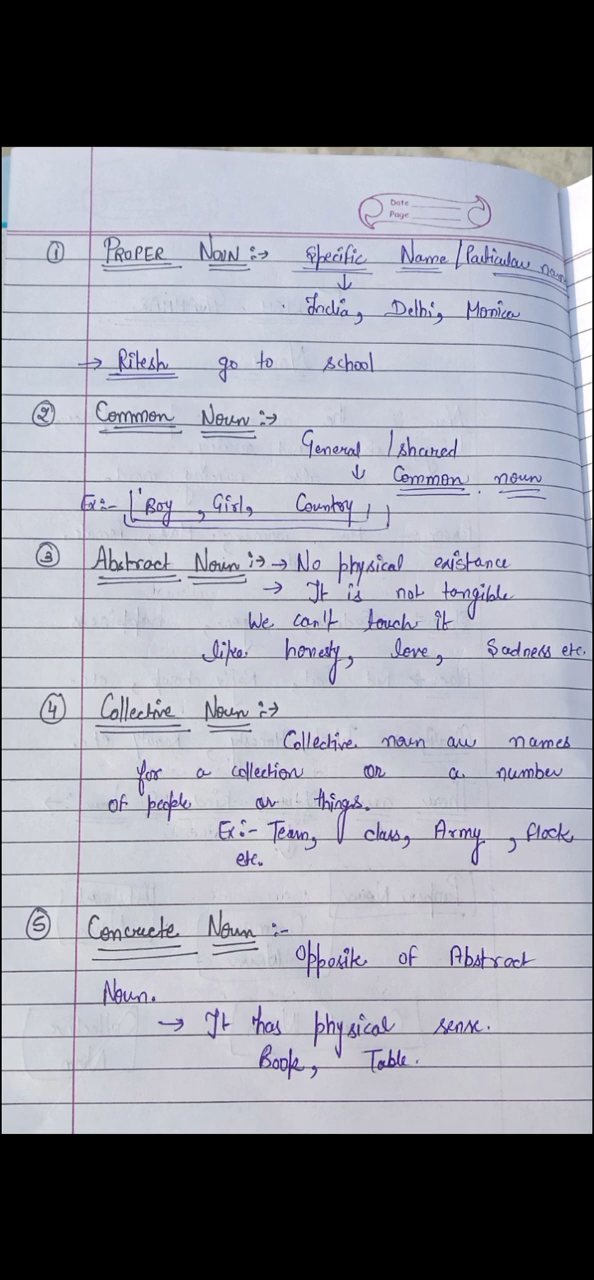 Date
Page
① PROPER NOUN :→ Specific Name / Particular name
↓
India, Delhi, Monica
→ Ritesh go to school
② Common Noun :→
General / shared
↓ Common noun
Ex:- Boy, Girl, Country
③ Abstract Noun :→ → No physical existance
→ It is not tangible
We can't touch it
like honesty, love, Sadness etc.
④ Collective Noun :→
Collective noun are names
for a collection or a number
of people or things.
Ex:- Team, class, Army, flock
etc.
⑤ Concrete Noun :-
Opposite of Abstract
Noun.
→ It has physical sense.
Book, Table.